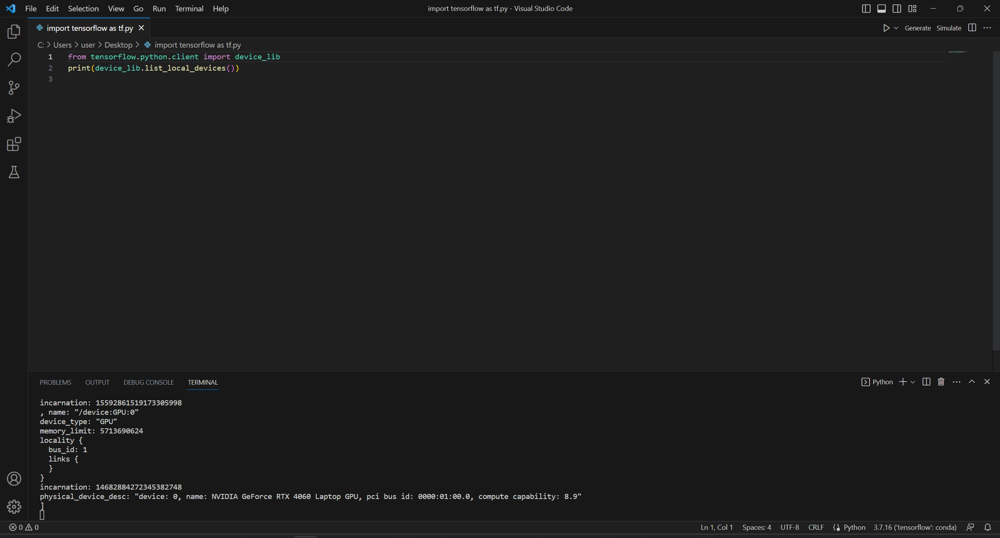 File Edit Selection View Go Run Terminal Help
import tensorflow as tf.py - Visual Studio Code
import tensorflow as tf.py
Generate Simulate
C: > Users > user > Desktop > import tensorflow as tf.py
1 from tensorflow.python.client import device_lib
2 print(device_lib.list_local_devices())
3
PROBLEMS OUTPUT DEBUG CONSOLE TERMINAL
Python
incarnation: 15592861519173305998
, name: "/device:GPU:0"
device_type: "GPU"
memory_limit: 5713690624
locality {
  bus_id: 1
  links {
  }
}
incarnation: 14682884272345382748
physical_device_desc: "device: 0, name: NVIDIA GeForce RTX 4060 Laptop GPU, pci bus id: 0000:01:00.0, compute capability: 8.9"
]
0 0
Ln 1, Col 1 Spaces: 4 UTF-8 CRLF Python 3.7.16 ('tensorflow': conda)